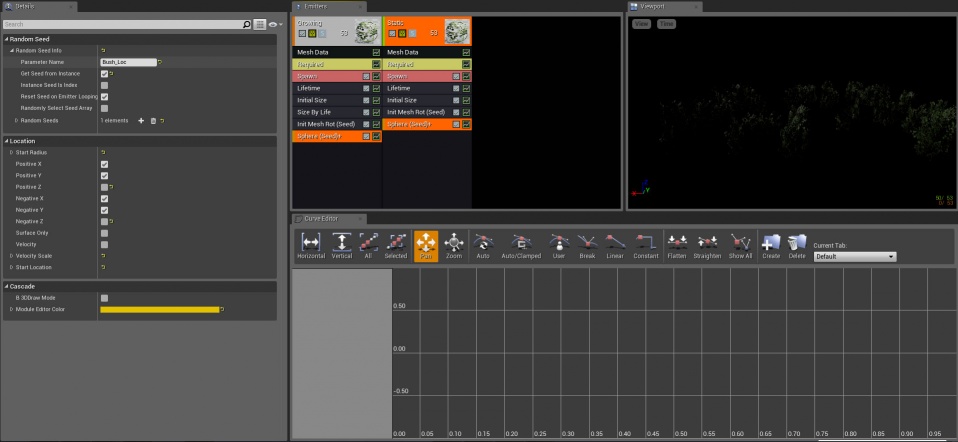 Details
Search
Random Seed
Random Seed Info
Parameter Name
Bush_Loc
Get Seed from Instance
Instance Seed Is Index
Reset Seed on Emitter Looping
Randomly Select Seed Array
Random Seeds
1 elements
Location
Start Radius
Positive X
Positive Y
Positive Z
Negative X
Negative Y
Negative Z
Surface Only
Velocity
Velocity Scale
Start Location
Cascade
B 3DDraw Mode
Module Editor Color
Emitters
Growing
53
Mesh Data
Required
Spawn
Lifetime
Initial Size
Size By Life
Init Mesh Rot (Seed)
Sphere (Seed)+
Static
53
Mesh Data
Required
Spawn
Lifetime
Initial Size
Init Mesh Rot (Seed)
Sphere (Seed)+
Viewport
View Time
X
Y
Z
Curve Editor
Horizontal Vertical All Selected Pan Zoom Auto Auto/Clamped User Break Linear Constant Flatten Straighten Show All Create Delete
Current Tab:
Default
0.50
0.00
-0.50
0.00 0.05 0.10 0.15 0.20 0.25 0.30 0.35 0.40 0.45 0.50 0.55 0.60 0.65 0.70 0.75 0.80 0.85 0.90 0.95